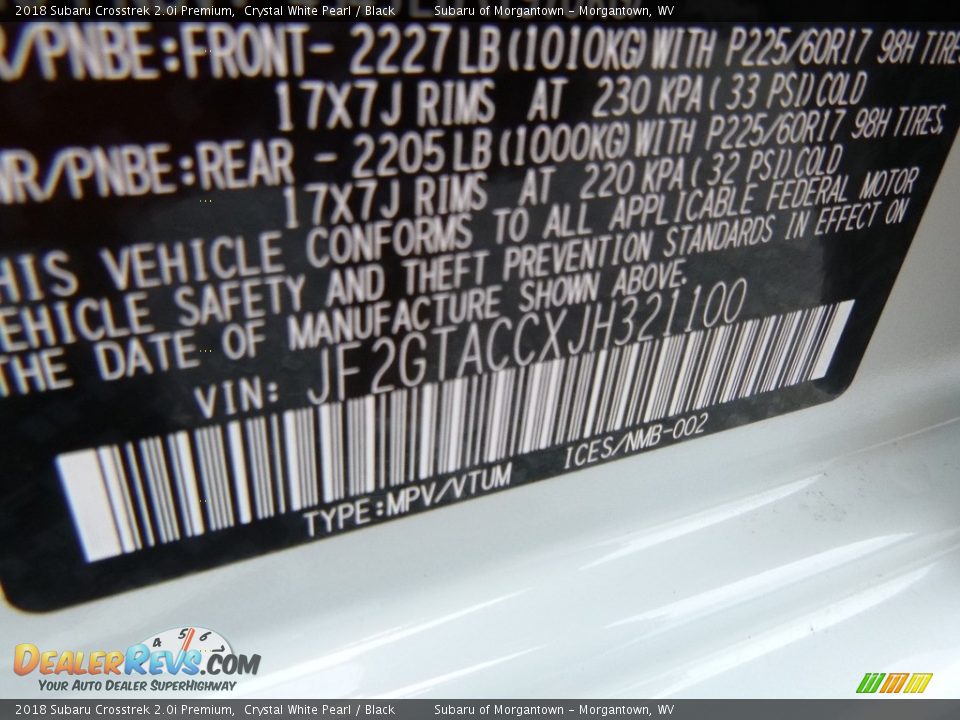 2018 Subaru Crosstrek 2.0i Premium, Crystal White Pearl / Black Subaru of Morgantown - Morgantown, WV
R/PNBE:FRONT- 2227 LB (1010KG) WITH P225/60R17 98H TIRE
17X7J RIMS AT 230 KPA ( 33 PSI) COLD
WR/PNBE:REAR - 2205 LB (1000KG) WITH P225/60R17 98H TIRES,
17X7J RIMS AT 220 KPA ( 32 PSI) COLD
HIS VEHICLE CONFORMS TO ALL APPLICABLE FEDERAL MOTOR
EHICLE SAFETY AND THEFT PREVENTION STANDARDS IN EFFECT ON
THE DATE OF MANUFACTURE SHOWN ABOVE.
VIN: JF2GTACCXJH321100
TYPE:MPV/VTUM ICES/NMB-002
4 5 6
DealerRevs.com
Your Auto Dealer SuperHighway
2018 Subaru Crosstrek 2.0i Premium, Crystal White Pearl / Black Subaru of Morgantown - Morgantown, WV